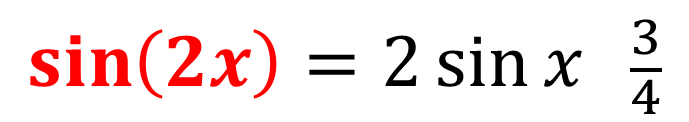 sin(2x) = 2 sin x 3/4